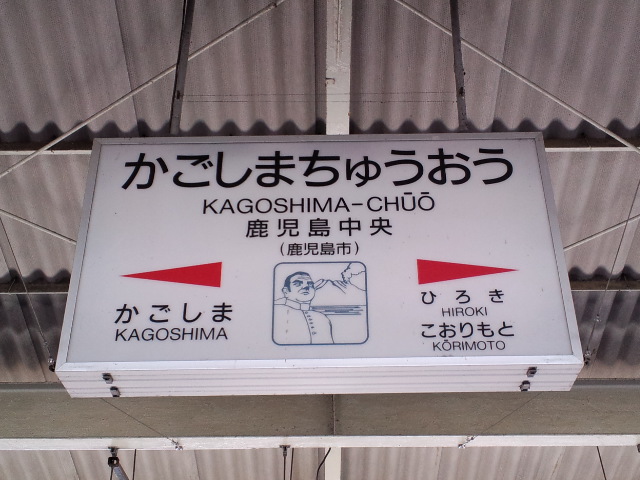 かごしまちゅうおう
KAGOSHIMA-CHŪŌ
鹿児島中央
(鹿児島市)
かごしま
KAGOSHIMA
ひろき
HIROKI
こおりもと
KŌRIMOTO